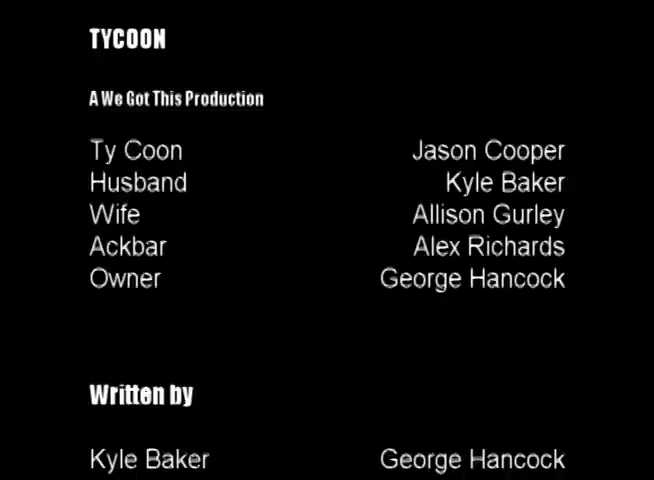 TYCOON
A We Got This Production
Ty Coon Jason Cooper
Husband Kyle Baker
Wife Allison Gurley
Ackbar Alex Richards
Owner George Hancock
Written by
Kyle Baker George Hancock